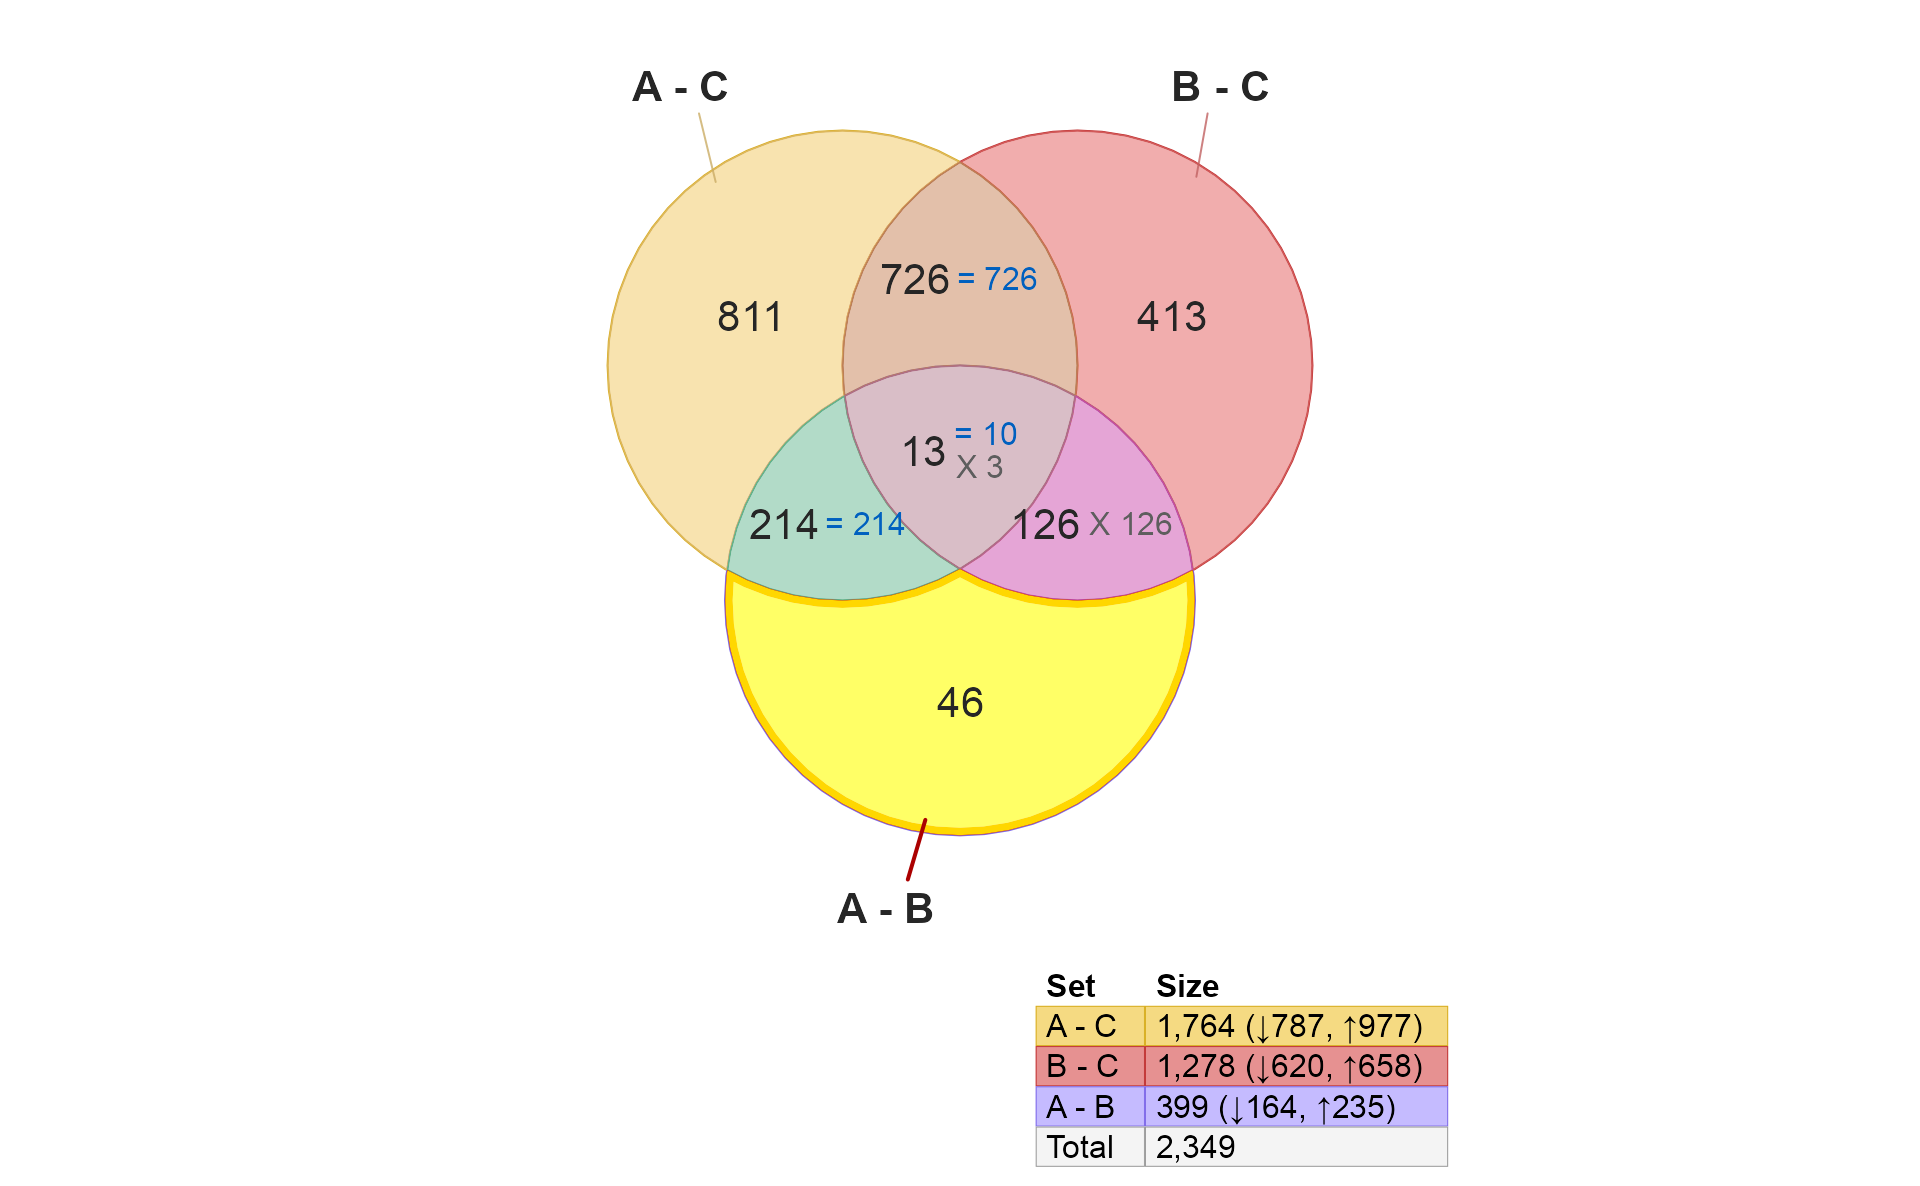 A - C
B - C
726 = 726
811
413
13 = 10
X 3
214 = 214
126 X 126
46
A - B
Set Size
A - C 1,764 (↓787, ↑977)
B - C 1,278 (↓620, ↑658)
A - B 399 (↓164, ↑235)
Total 2,349